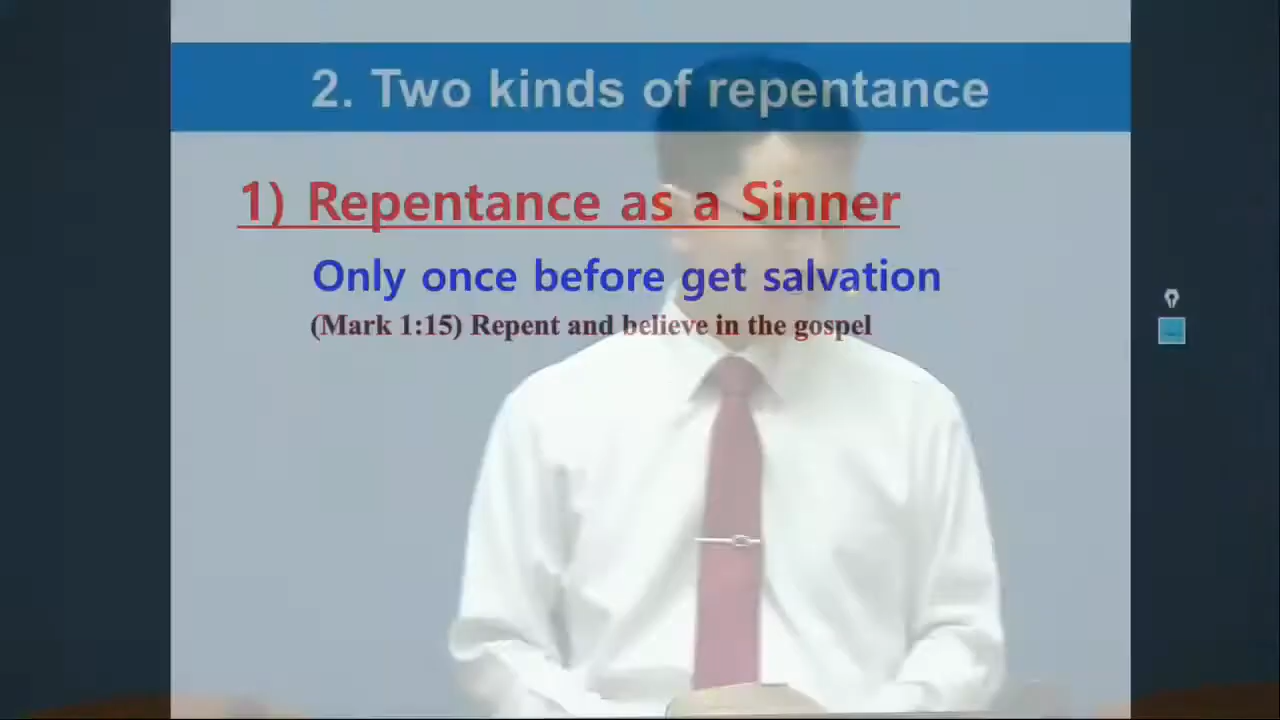 2. Two kinds of repentance
1) Repentance as a Sinner
Only once before get salvation
(Mark 1:15) Repent and believe in the gospel